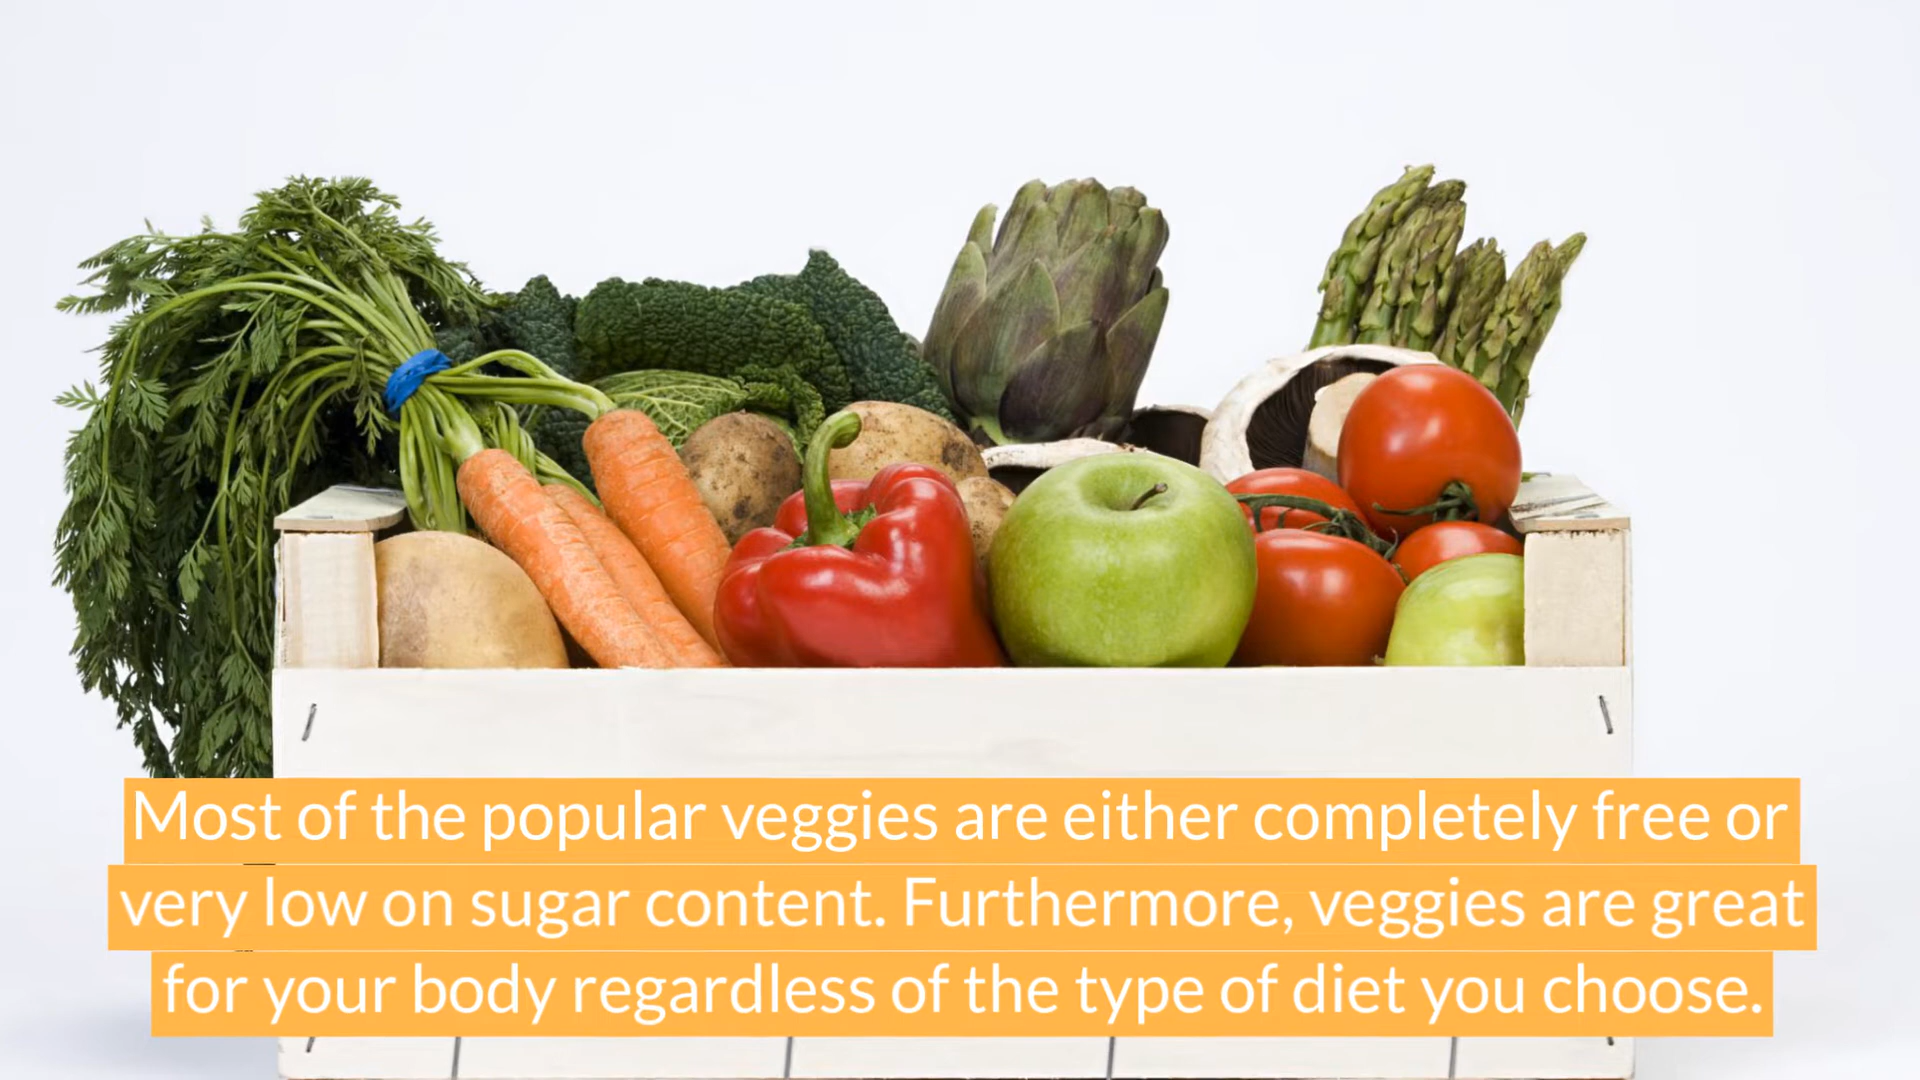 Most of the popular veggies are either completely free or
very low on sugar content. Furthermore, veggies are great
for your body regardless of the type of diet you choose.